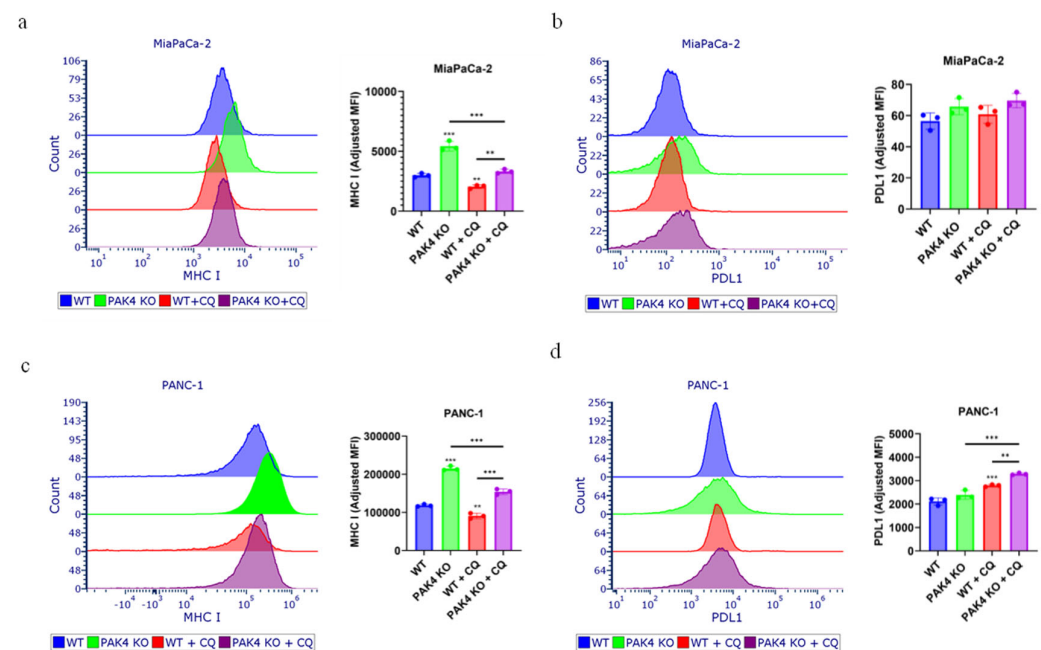 a
MiaPaCa-2
106
79
53
26
0
26
0
26
0
26
0
Count
10¹ 10² 10³ 10⁴ 10⁵
MHC I
WT PAK4 KO WT+CQ PAK4 KO+CQ
MiaPaCa-2
10000
5000
0
MHC I (Adjusted MFI)
***
***
**
**
WT
PAK4 KO
WT + CQ
PAK4 KO + CQ
b
MiaPaCa-2
86
65
43
22
0
22
0
22
0
22
0
Count
10¹ 10² 10³ 10⁴ 10⁵
PDL1
WT PAK4 KO WT+CQ PAK4 KO+CQ
MiaPaCa-2
80
60
40
20
0
PDL1 (Adjusted MFI)
WT
PAK4 KO
WT + CQ
PAK4 KO + CQ
c
PANC-1
190
143
95
48
0
48
0
48
0
48
0
Count
-10⁴ -10³ 10⁴ 10⁵ 10⁶
MHC I
WT PAK4 KO WT + CQ PAK4 KO + CQ
PANC-1
300000
200000
100000
0
MHC I (Adjusted MFI)
***
***
***
**
WT
PAK4 KO
WT + CQ
PAK4 KO + CQ
d
PANC-1
256
192
128
64
0
64
0
64
0
64
0
Count
10¹ 10² 10³ 10⁴ 10⁵ 10⁶
PDL1
WT PAK4 KO WT + CQ PAK4 KO + CQ
PANC-1
5000
4000
3000
2000
1000
0
PDL1 (Adjusted MFI)
***
**
***
WT
PAK4 KO
WT + CQ
PAK4 KO + CQ